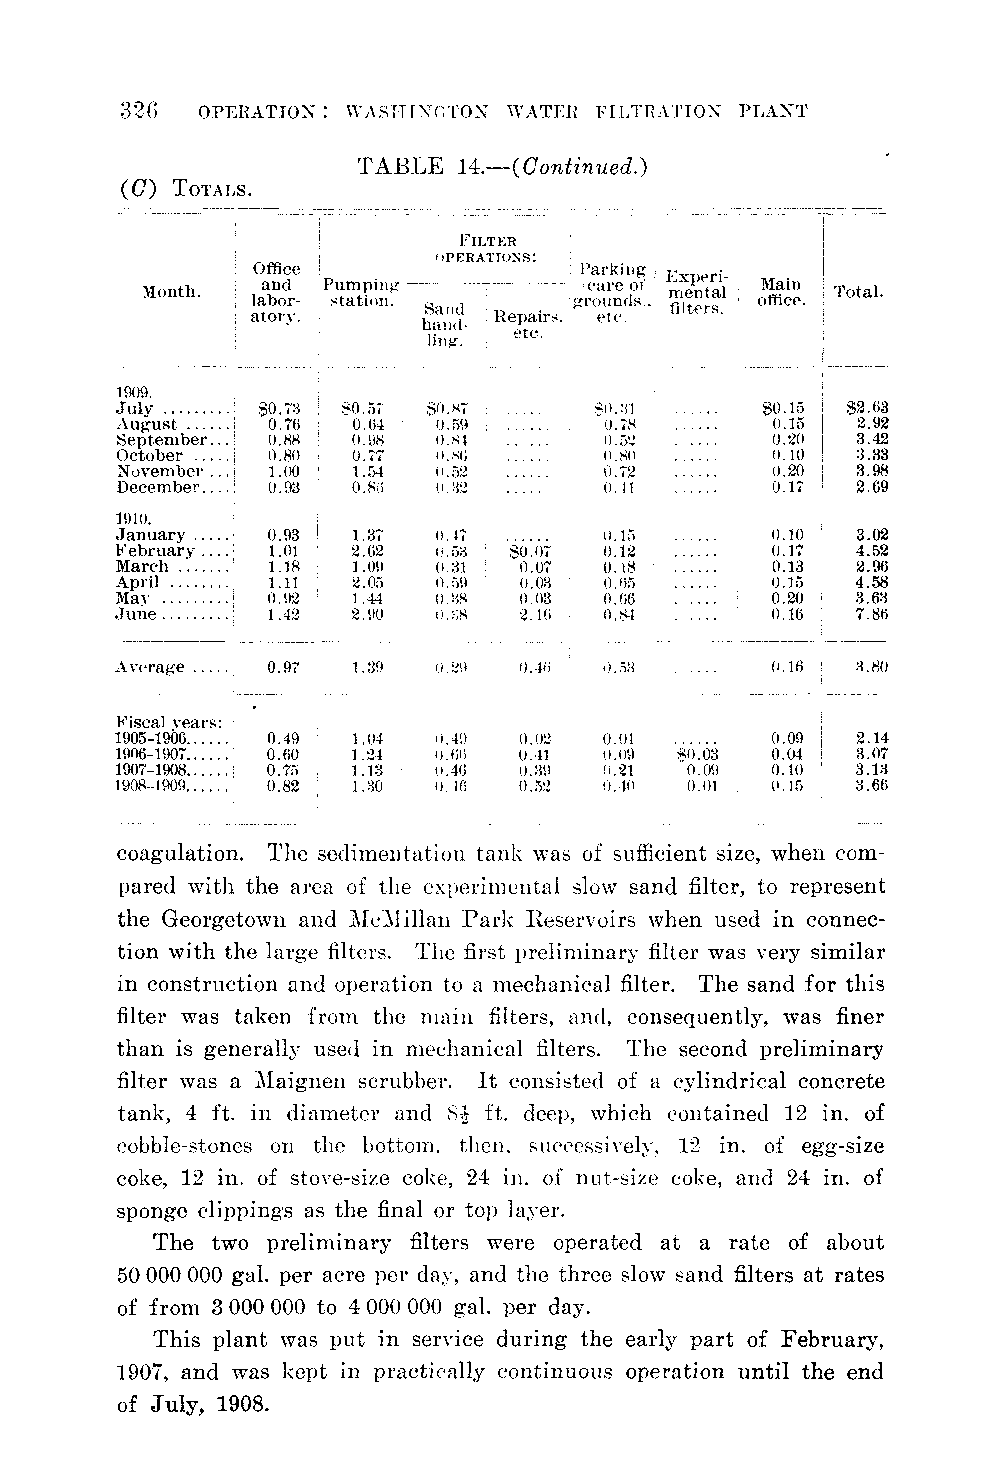 326 OPERATION: WASHINGTON WATER FILTRATION PLANT
TABLE 14.—(Continued.)
(C) TOTALS.
Month. Office and laboratory. Pumping station. FILTER OPERATIONS: Sand handling. Repairs, etc. Parking care of grounds, etc. Experimental filters. Main office. Total.
1909.
July ......... $0.73 $0.57 $0.87 ..... $0.31 ...... $0.15 $2.63
August ...... 0.76 0.64 0.59 ...... 0.78 ...... 0.15 2.92
September... 0.88 0.98 0.84 ...... 0.52 ...... 0.20 3.42
October ..... 0.80 0.77 0.86 ...... 0.80 ...... 0.10 3.33
November ... 1.00 1.54 0.52 ...... 0.72 ...... 0.20 3.98
December.... 0.93 0.86 0.32 ..... 0.41 ...... 0.17 2.69
1910.
January ..... 0.93 1.37 0.47 ...... 0.15 ...... 0.10 3.02
February .... 1.01 2.62 0.53 $0.07 0.12 ...... 0.17 4.52
March ....... 1.18 1.09 0.31 0.07 0.18 ...... 0.13 2.96
April ........ 1.11 2.05 0.59 0.03 0.65 ...... 0.15 4.58
May ......... 0.92 1.44 0.38 0.03 0.66 ...... 0.20 3.63
June ......... 1.42 2.90 0.58 2.16 0.84 ...... 0.16 7.86
Average ..... 0.97 1.39 0.29 0.46 0.53 ..... 0.16 3.80
Fiscal years:
1905-1906...... 0.49 1.04 0.49 0.02 0.01 ...... 0.09 2.14
1906-1907...... 0.60 1.24 0.66 0.41 0.09 $0.03 0.04 3.07
1907-1908...... 0.75 1.13 0.46 0.39 0.21 0.09 0.10 3.13
1908-1909...... 0.82 1.30 0.46 0.52 0.40 0.01 0.15 3.66
coagulation. The sedimentation tank was of sufficient size, when com-
pared with the area of the experimental slow sand filter, to represent
the Georgetown and McMillan Park Reservoirs when used in connec-
tion with the large filters. The first preliminary filter was very similar
in construction and operation to a mechanical filter. The sand for this
filter was taken from the main filters, and, consequently, was finer
than is generally used in mechanical filters. The second preliminary
filter was a Maignen scrubber. It consisted of a cylindrical concrete
tank, 4 ft. in diameter and 8½ ft. deep, which contained 12 in. of
cobble-stones on the bottom, then, successively, 12 in. of egg-size
coke, 12 in. of stove-size coke, 24 in. of nut-size coke, and 24 in. of
sponge clippings as the final or top layer.
The two preliminary filters were operated at a rate of about
50 000 000 gal. per acre per day, and the three slow sand filters at rates
of from 3 000 000 to 4 000 000 gal. per day.
This plant was put in service during the early part of February,
1907, and was kept in practically continuous operation until the end
of July, 1908.